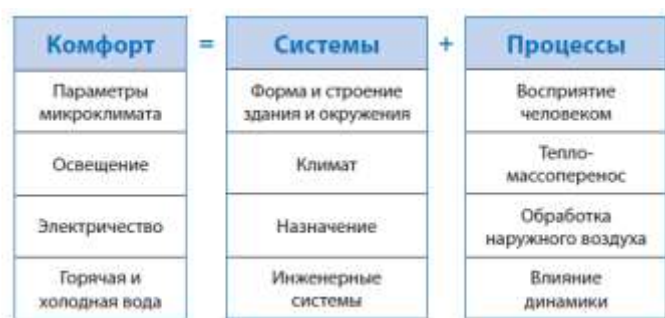 Комфорт = Системы + Процессы
Параметры
микроклимата
Форма и строение
здания и окружения
Восприятие
человеком
Освещение
Климат
Тепло-
массоперенос
Электричество
Назначение
Обработка
наружного воздуха
Горячая и
холодная вода
Инженерные
системы
Влияние
динамики